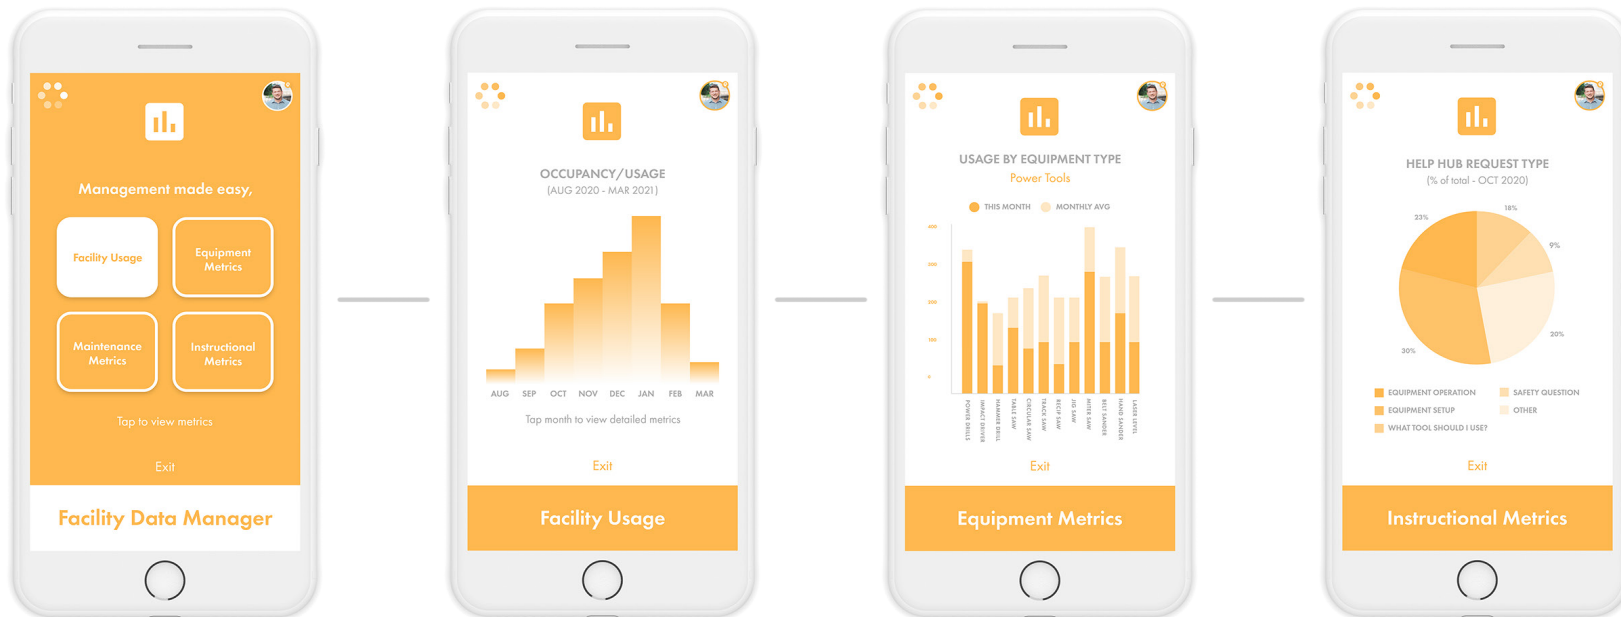 Management made easy,
Facility Usage
Equipment
Metrics
Maintenance
Metrics
Instructional
Metrics
Tap to view metrics
Exit
Facility Data Manager
OCCUPANCY/USAGE
(AUG 2020 - MAR 2021)
AUG SEP OCT NOV DEC JAN FEB MAR
Tap month to view detailed metrics
Exit
Facility Usage
USAGE BY EQUIPMENT TYPE
Power Tools
THIS MONTH MONTHLY AVG
400
300
200
100
0
POWER DRILLS
IMPACT DRIVER
HAMMER DRILL
TABLE SAW
CIRCULAR SAW
TRACK SAW
RECIP SAW
JIG SAW
MITER SAW
BELT SANDER
HAND SANDER
LASER LEVEL
Exit
Equipment Metrics
HELP HUB REQUEST TYPE
(% of total - OCT 2020)
23%
18%
9%
20%
30%
EQUIPMENT OPERATION
SAFETY QUESTION
EQUIPMENT SETUP
OTHER
WHAT TOOL SHOULD I USE?
Exit
Instructional Metrics